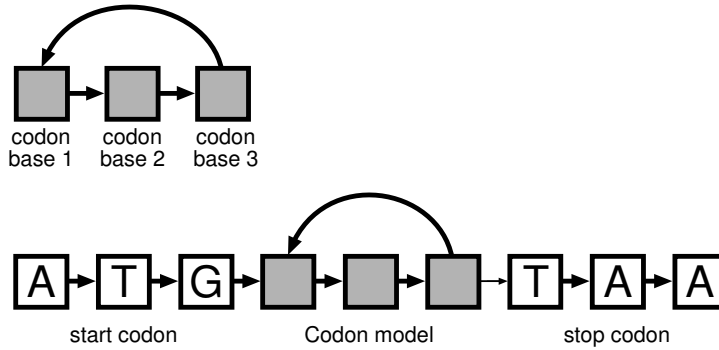 codon codon codon
base 1 base 2 base 3
A T G T A A
start codon Codon model stop codon